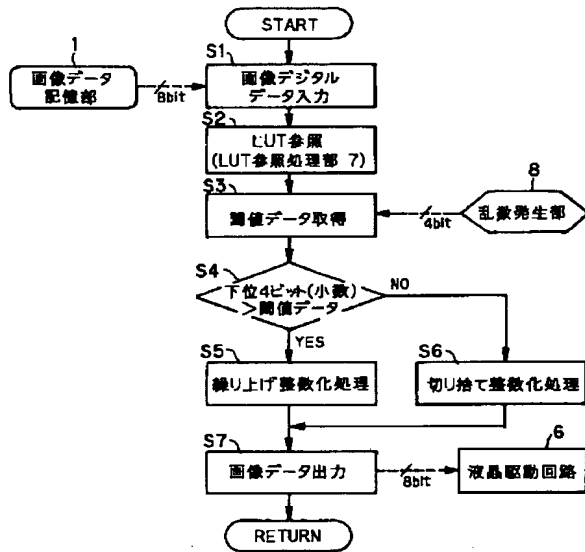 START
1
画像データ
記憶部
8bit
S1
画像デジタル
データ入力
S2
LUT参照
(LUT参照処理部 7)
S3
閾値データ取得
8
乱数発生部
4bit
S4
下位4ビット(小数)
>閾値データ
NO
YES
S5
繰り上げ整数化処理
S6
切り捨て整数化処理
S7
画像データ出力
8bit
6
液晶駆動回路
RETURN